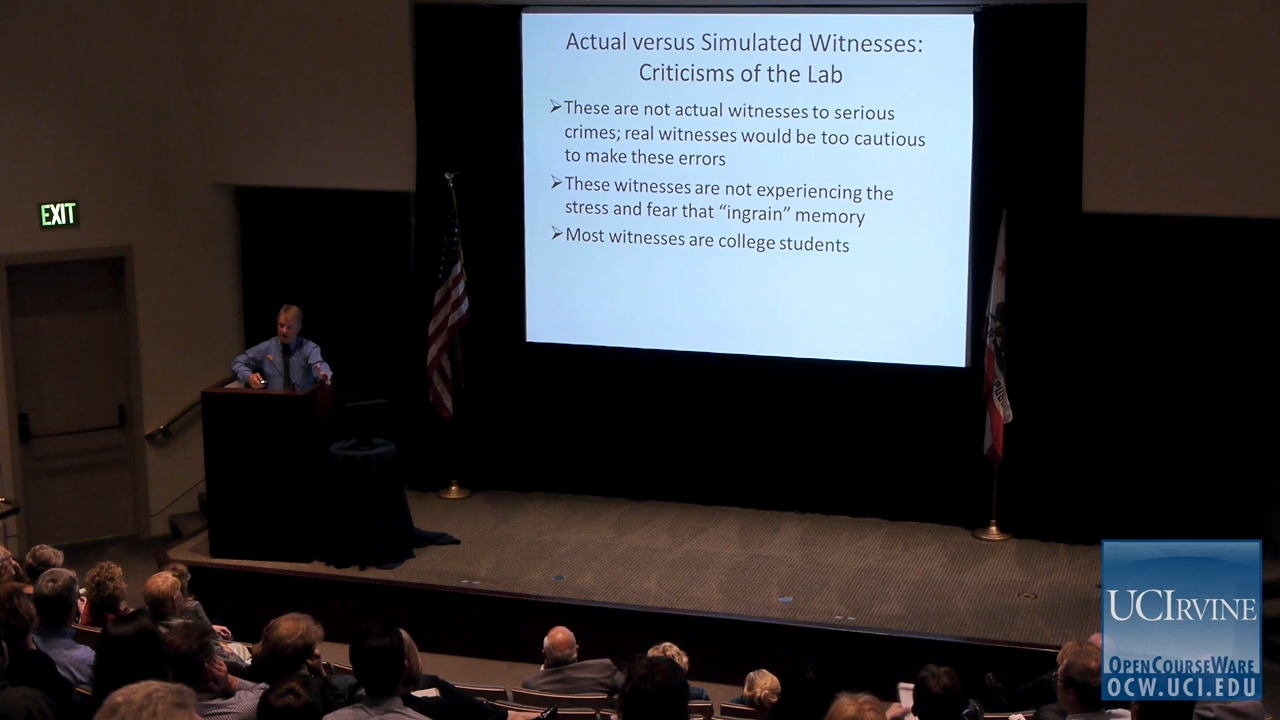 Actual versus Simulated Witnesses:
Criticisms of the Lab
➢These are not actual witnesses to serious
crimes; real witnesses would be too cautious
to make these errors
➢These witnesses are not experiencing the
stress and fear that “ingrain” memory
➢Most witnesses are college students
EXIT
UCIRVINE
OPENCOURSEWARE
OCW.UCI.EDU